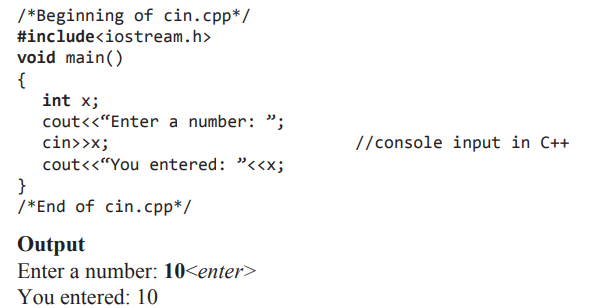 /*Beginning of cin.cpp*/
#include<iostream.h>
void main()
{
int x;
cout<<“Enter a number: ”;
cin>>x; //console input in C++
cout<<“You entered: ”<<x;
}
/*End of cin.cpp*/
Output
Enter a number: 10<enter>
You entered: 10